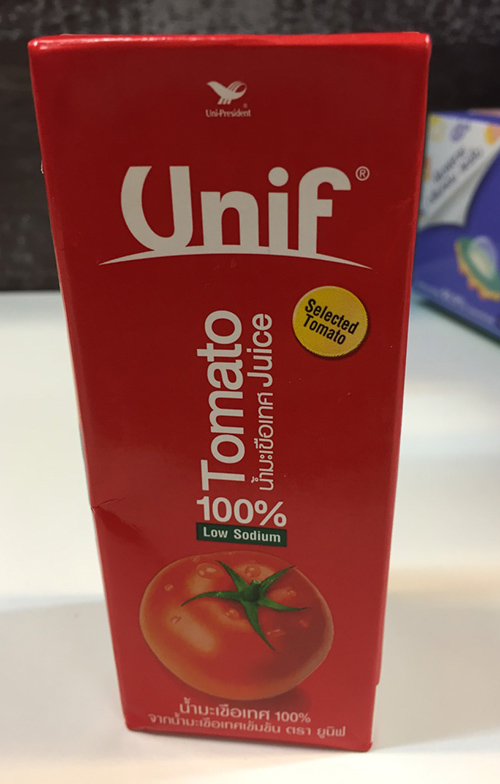 Uni-President
®
Unif®
Selected
Tomato
Tomato
น้ำมะเขือเทศ Juice
100%
Low Sodium
น้ำมะเขือเทศ 100%
จากน้ำมะเขือเทศเข้มข้น ตรา ยูนิฟ